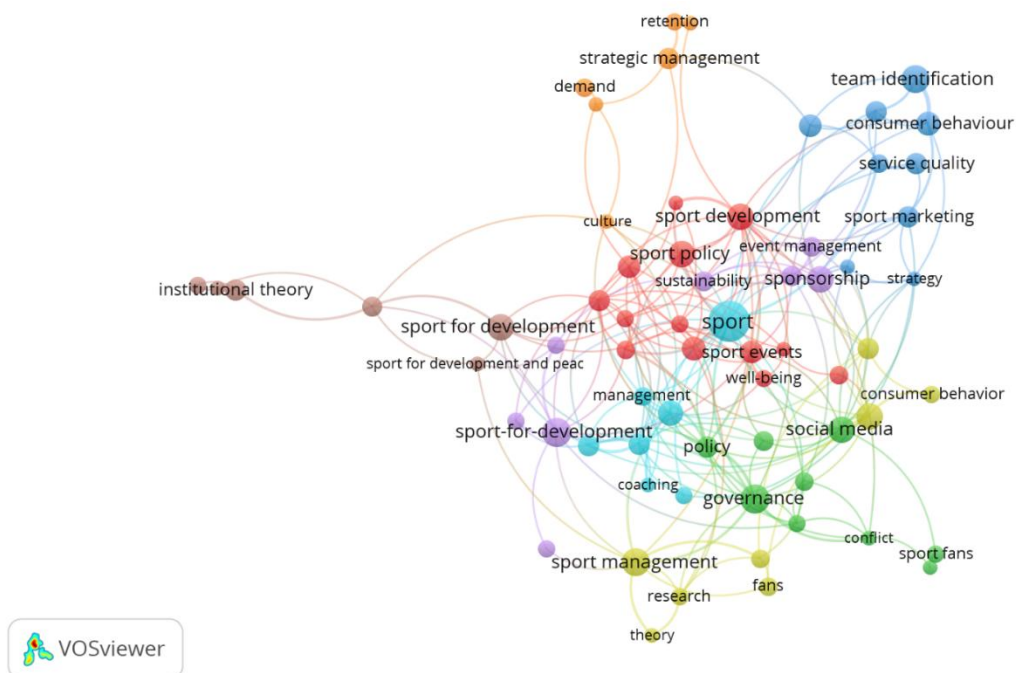 retention
strategic management
demand
team identification
consumer behaviour
service quality
culture
sport development
sport marketing
sport policy
event management
sustainability
sponsorship
strategy
institutional theory
sport for development
sport
sport events
sport for development and peac
well-being
management
consumer behavior
sport-for-development
policy
social media
coaching
governance
conflict
sport fans
sport management
research
fans
theory
VOSviewer